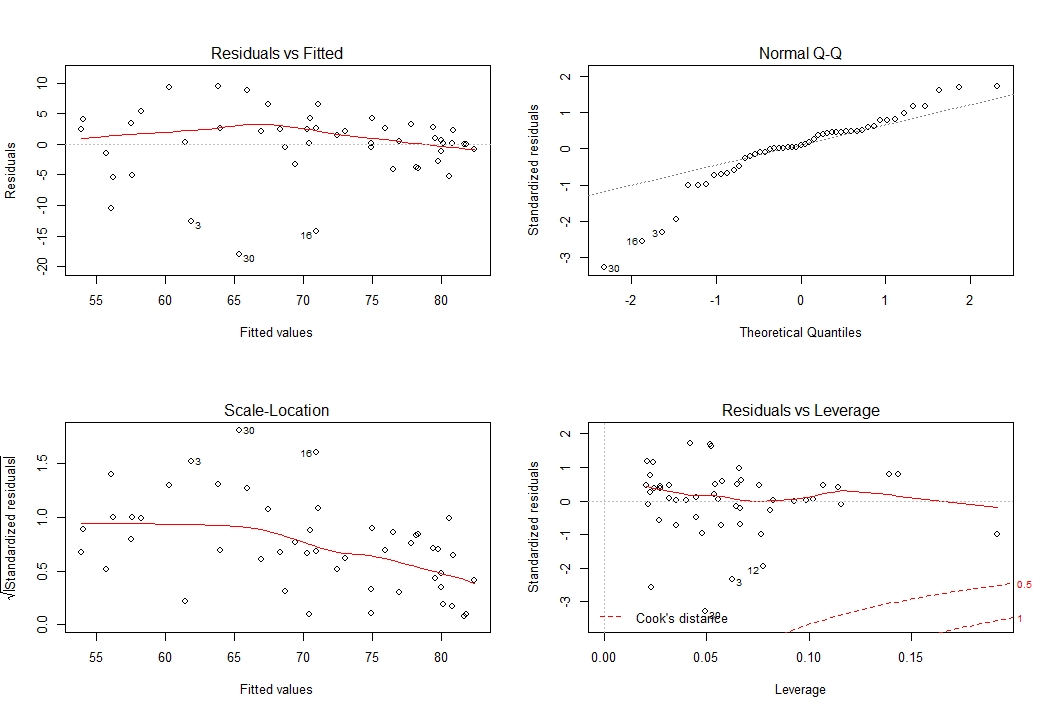 Residuals vs Fitted
Residuals
10
5
0
-5
-10
-15
-20
3
16
30
55 60 65 70 75 80
Fitted values
Normal Q-Q
Standardized residuals
2
1
0
-1
-2
-3
3
16
30
-2 -1 0 1 2
Theoretical Quantiles
Scale-Location
√|Standardized residuals|
1.5
1.0
0.5
0.0
30
16
3
55 60 65 70 75 80
Fitted values
Residuals vs Leverage
Standardized residuals
2
1
0
-1
-2
-3
12
3
30
Cook's distance
0.5
1
0.00 0.05 0.10 0.15
Leverage